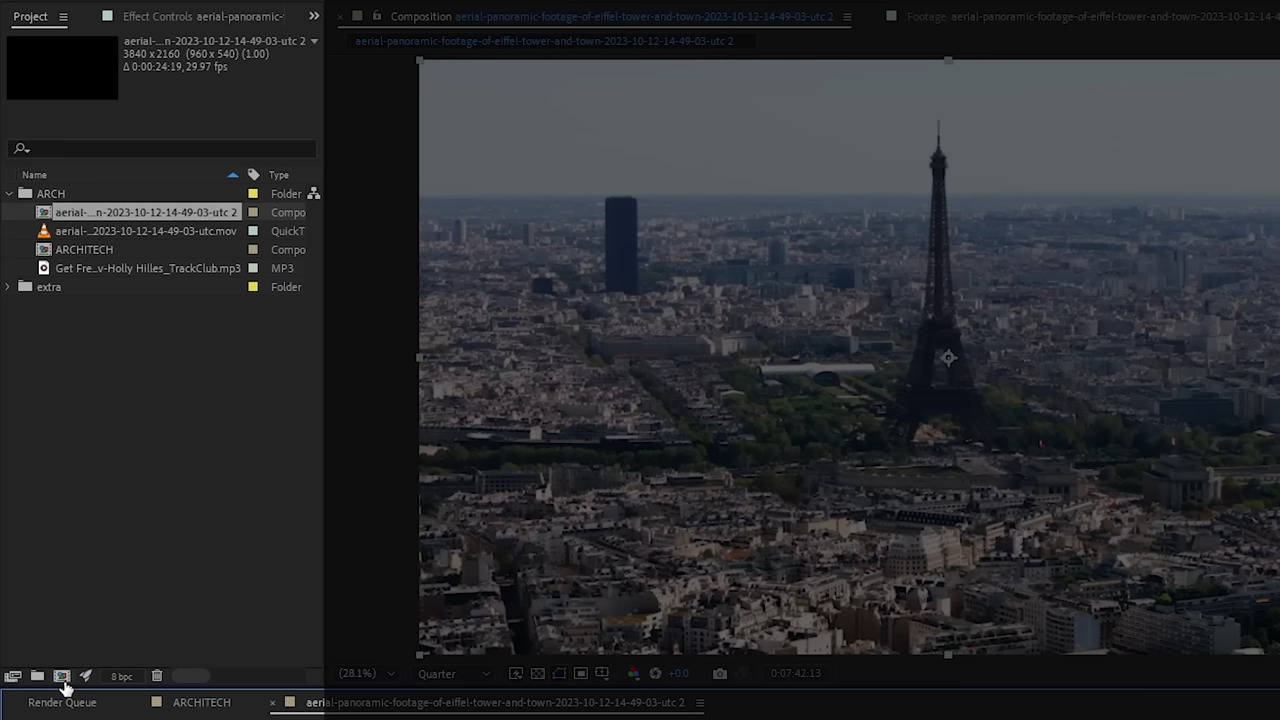 Project
Effect Controls aerial-panoramic-
Composition aerial-panoramic-footage-of-eiffel-tower-and-town-2023-10-12-14-49-03-utc 2
Footage aerial-panoramic-footage-of-eiffel-tower-and-town-2023-10-12-14-4
aerial-...n-2023-10-12-14-49-03-utc 2
3840 x 2160 (960 x 540) (1.00)
Δ 0:00:24:19, 29.97 fps
aerial-panoramic-footage-of-eiffel-tower-and-town-2023-10-12-14-49-03-utc 2
Name Type
ARCH Folder
aerial-...n-2023-10-12-14-49-03-utc 2 Compo
aerial-...2023-10-12-14-49-03-utc.mov QuickT
ARCHITECH Compo
Get Fre...v-Holly Hilles_TrackClub.mp3 MP3
extra Folder
8 bpc
(28.1%) Quarter +0.0 0:07:42:13
Render Queue ARCHITECH aerial-panoramic-footage-of-eiffel-tower-and-town-2023-10-12-14-49-03-utc 2